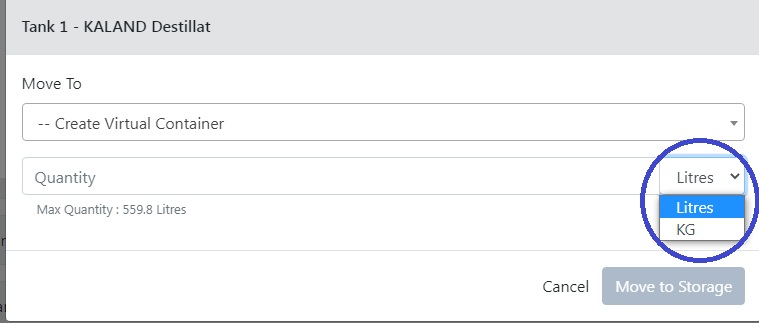 Tank 1 - KALAND Destillat
Move To
-- Create Virtual Container
Quantity
Litres
Max Quantity : 559.8 Litres
Litres
KG
Cancel
Move to Storage